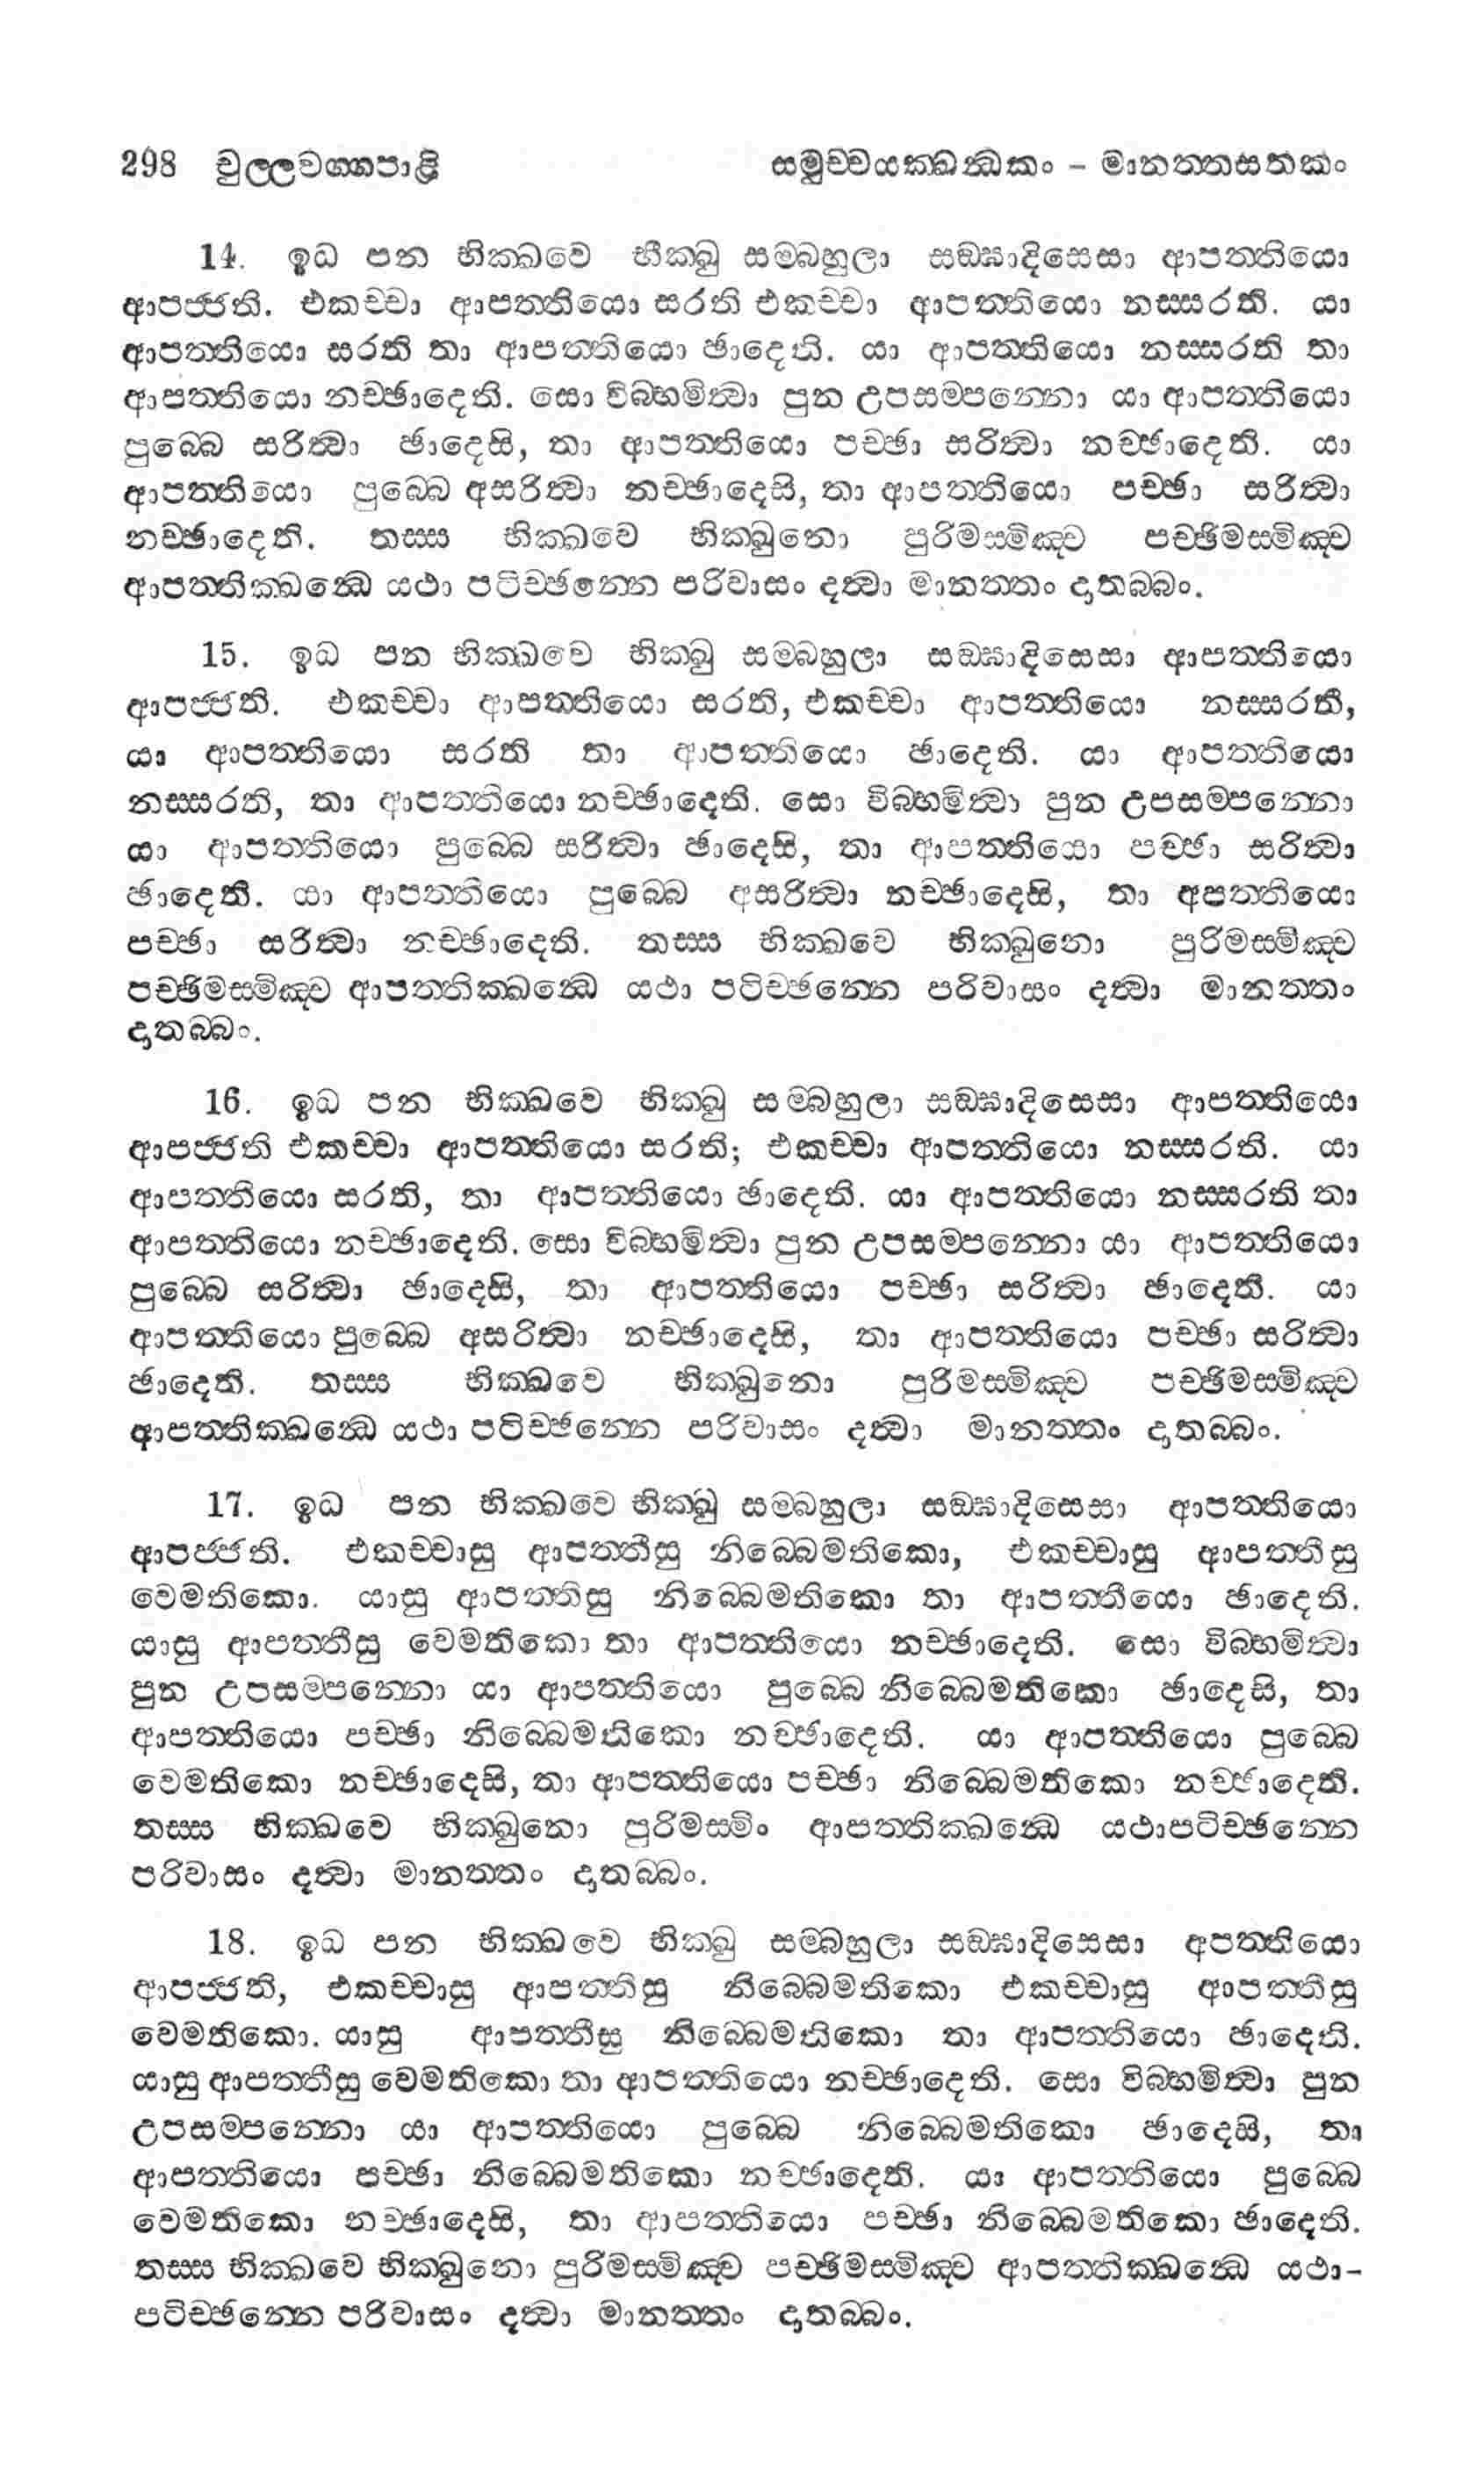 298 චුල්ලවග්ගපාළි සමුච්චයක්ඛන්ධකං - මානත්තසතකං
14. ඉධ පන භික්ඛවෙ භික්ඛු සම්බහුලා සඞ්ඝාදිසෙසා ආපත්තියො
ආපජ්ජති. එකච්චා ආපත්තියො සරති එකච්චා ආපත්තියො නස්සරති. යා
ආපත්තියො සරති තා ආපත්තියො ඡාදෙති. යා ආපත්තියො නස්සරති තා
ආපත්තියො නච්ඡාදෙති. සො විබ්භමිත්වා පුන උපසම්පන්නො යා ආපත්තියො
පුබ්බෙ සරිත්වා ඡාදෙසි, තා ආපත්තියො පච්ඡා සරිත්වා නච්ඡාදෙති. යා
ආපත්තියො පුබ්බෙ අසරිත්වා නච්ඡාදෙසි, තා ආපත්තියො පච්ඡා සරිත්වා
නච්ඡාදෙති. තස්ස භික්ඛවෙ භික්ඛුනො පුරිමස්මිඤ්ච පච්ඡිමස්මිඤ්ච
ආපත්තික්ඛන්ධෙ යථා පටිච්ඡන්නෙ පරිවාසං දත්වා මානත්තං දාතබ්බං.
15. ඉධ පන භික්ඛවෙ භික්ඛු සම්බහුලා සඞ්ඝාදිසෙසා ආපත්තියො
ආපජ්ජති. එකච්චා ආපත්තියො සරති, එකච්චා ආපත්තියො නස්සරති,
යා ආපත්තියො සරති තා ආපත්තියො ඡාදෙති. යා ආපත්තියො
නස්සරති, තා ආපත්තියො නච්ඡාදෙති. සො විබ්භමිත්වා පුන උපසම්පන්නො
යා ආපත්තියො පුබ්බෙ සරිත්වා ඡාදෙසි, තා ආපත්තියො පච්ඡා සරිත්වා
ඡාදෙති. යා ආපත්තියො පුබ්බෙ අසරිත්වා නච්ඡාදෙසි, තා අපත්තියො
පච්ඡා සරිත්වා නච්ඡාදෙති. තස්ස භික්ඛවෙ භික්ඛුනො පුරිමස්මිඤ්ච
පච්ඡිමස්මිඤ්ච ආපත්තික්ඛන්ධෙ යථා පටිච්ඡන්නෙ පරිවාසං දත්වා මානත්තං
දාතබ්බං.
16. ඉධ පන භික්ඛවෙ භික්ඛු සම්බහුලා සඞ්ඝාදිසෙසා ආපත්තියො
ආපජ්ජති එකච්චා ආපත්තියො සරති; එකච්චා ආපත්තියො නස්සරති. යා
ආපත්තියො සරති, තා ආපත්තියො ඡාදෙති. යා ආපත්තියො නස්සරති තා
ආපත්තියො නච්ඡාදෙති. සො විබ්භමිත්වා පුන උපසම්පන්නො යා ආපත්තියො
පුබ්බෙ සරිත්වා ඡාදෙසි, තා ආපත්තියො පච්ඡා සරිත්වා ඡාදෙති. යා
ආපත්තියො පුබ්බෙ අසරිත්වා නච්ඡාදෙසි, තා ආපත්තියො පච්ඡා සරිත්වා
ඡාදෙති. තස්ස භික්ඛවෙ භික්ඛුනො පුරිමස්මිඤ්ච පච්ඡිමස්මිඤ්ච
ආපත්තික්ඛන්ධෙ යථා පටිච්ඡන්නෙ පරිවාසං දත්වා මානත්තං දාතබ්බං.
17. ඉධ පන භික්ඛවෙ භික්ඛු සම්බහුලා සඞ්ඝාදිසෙසා ආපත්තියො
ආපජ්ජති. එකච්චාසු ආපත්තීසු නිබ්බෙමතිකො, එකච්චාසු ආපත්තීසු
වෙමතිකො. යාසු ආපත්තිසු නිබ්බෙමතිකො තා ආපත්තියො ඡාදෙති.
යාසු ආපත්තීසු වෙමතිකො තා ආපත්තියො නච්ඡාදෙති. සො විබ්භමිත්වා
පුන උපසම්පන්නො යා ආපත්තියො පුබ්බෙ නිබ්බෙමතිකො ඡාදෙසි, තා
ආපත්තියො පච්ඡා නිබ්බෙමතිකො නච්ඡාදෙති. යා ආපත්තියො පුබ්බෙ
වෙමතිකො නච්ඡාදෙසි, තා ආපත්තියො පච්ඡා නිබ්බෙමතිකො නච්ඡාදෙති.
තස්ස භික්ඛවෙ භික්ඛුනො පුරිමස්මිං ආපත්තික්ඛන්ධෙ යථාපටිච්ඡන්නෙ
පරිවාසං දත්වා මානත්තං දාතබ්බං.
18. ඉධ පන භික්ඛවෙ භික්ඛු සම්බහුලා සඞ්ඝාදිසෙසා අපත්තියො
ආපජ්ජති, එකච්චාසු ආපත්තිසු නිබ්බෙමතිකො එකච්චාසු ආපත්තීසු
වෙමතිකො. යාසු ආපත්තීසු නිබ්බෙමතිකො තා ආපත්තියො ඡාදෙති.
යාසු ආපත්තීසු වෙමතිකො තා ආපත්තියො නච්ඡාදෙති. සො විබ්භමිත්වා පුන
උපසම්පන්නො යා ආපත්තියො පුබ්බෙ නිබ්බෙමතිකො ඡාදෙසි, තා
ආපත්තියො පච්ඡා නිබ්බෙමතිකො නච්ඡාදෙති. යා ආපත්තියො පුබ්බෙ
වෙමතිකො නච්ඡාදෙසි, තා ආපත්තියො පච්ඡා නිබ්බෙමතිකො ඡාදෙති.
තස්ස භික්ඛවෙ භික්ඛුනො පුරිමස්මිඤ්ච පච්ඡිමස්මිඤ්ච ආපත්තික්ඛන්ධෙ යථා-
පටිච්ඡන්නෙ පරිවාසං දත්වා මානත්තං දාතබ්බං.